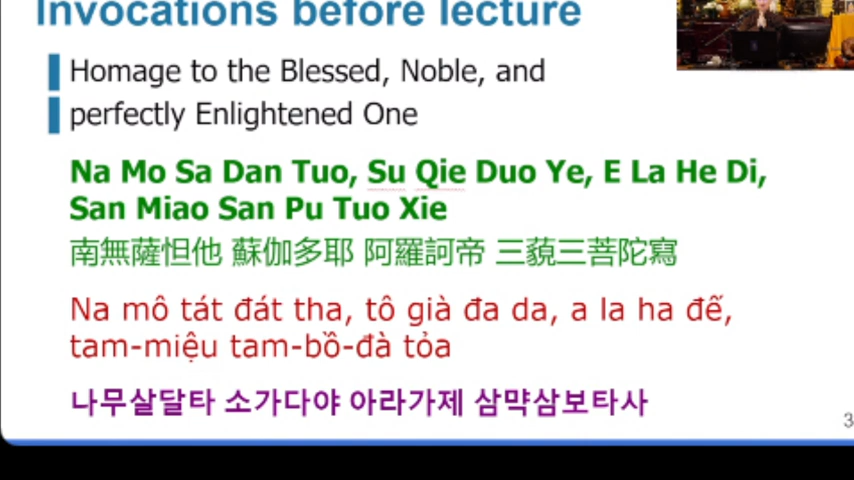 Invocations before lecture
Homage to the Blessed, Noble, and
perfectly Enlightened One
Na Mo Sa Dan Tuo, Su Qie Duo Ye, E La He Di,
San Miao San Pu Tuo Xie
南無薩怛他 蘇伽多耶 阿羅訶帝 三藐三菩陀寫
Na mô tát đát tha, tô già đa da, a la ha đế,
tam-miệu tam-bồ-đà tỏa
나무살달타 소가다야 아라가제 삼먁삼보타사
3